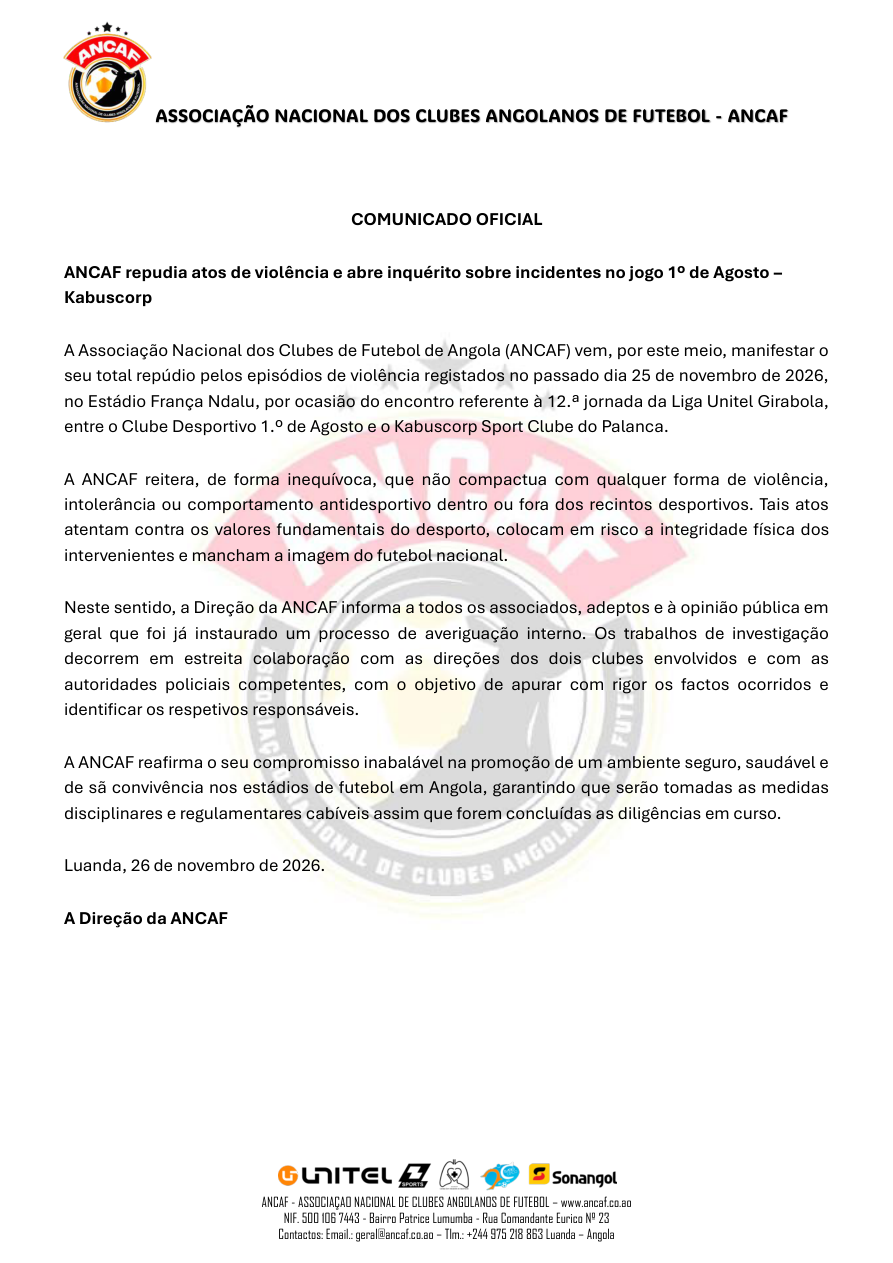 ANCAF
ASSOCIAÇÃO NACIONAL DOS CLUBES ANGOLANOS DE FUTEBOL - ANCAF
COMUNICADO OFICIAL
ANCAF repudia atos de violência e abre inquérito sobre incidentes no jogo 1º de Agosto –
Kabuscorp
A Associação Nacional dos Clubes de Futebol de Angola (ANCAF) vem, por este meio, manifestar o
seu total repúdio pelos episódios de violência registados no passado dia 25 de novembro de 2026,
no Estádio França Ndalu, por ocasião do encontro referente à 12.ª jornada da Liga Unitel Girabola,
entre o Clube Desportivo 1.º de Agosto e o Kabuscorp Sport Clube do Palanca.
A ANCAF reitera, de forma inequívoca, que não compactua com qualquer forma de violência,
intolerância ou comportamento antidesportivo dentro ou fora dos recintos desportivos. Tais atos
atentam contra os valores fundamentais do desporto, colocam em risco a integridade física dos
intervenientes e mancham a imagem do futebol nacional.
Neste sentido, a Direção da ANCAF informa a todos os associados, adeptos e à opinião pública em
geral que foi já instaurado um processo de averiguação interno. Os trabalhos de investigação
decorrem em estreita colaboração com as direções dos dois clubes envolvidos e com as
autoridades policiais competentes, com o objetivo de apurar com rigor os factos ocorridos e
identificar os respetivos responsáveis.
A ANCAF reafirma o seu compromisso inabalável na promoção de um ambiente seguro, saudável e
de sã convivência nos estádios de futebol em Angola, garantindo que serão tomadas as medidas
disciplinares e regulamentares cabíveis assim que forem concluídas as diligências em curso.
Luanda, 26 de novembro de 2026.
A Direção da ANCAF
ANCAF
ASSOCIAÇÃO NACIONAL DE CLUBES ANGOLANOS DE FUTEBOL
UNITEL SPORTS Sonangol
ANCAF - ASSOCIAÇAO NACIONAL DE CLUBES ANGOLANOS DE FUTEBOL – www.ancaf.co.ao
NIF. 500 106 7443 - Bairro Patrice Lumumba - Rua Comandante Eurico Nº 23
Contactos: Email.: geral@ancaf.co.ao – Tlm.: +244 975 218 863 Luanda – Angola